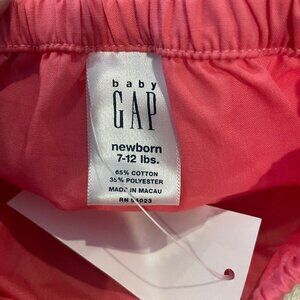 baby
GAP
newborn
7-12 lbs.
65% COTTON
35% POLYESTER
MADE IN MACAU
RN 54023